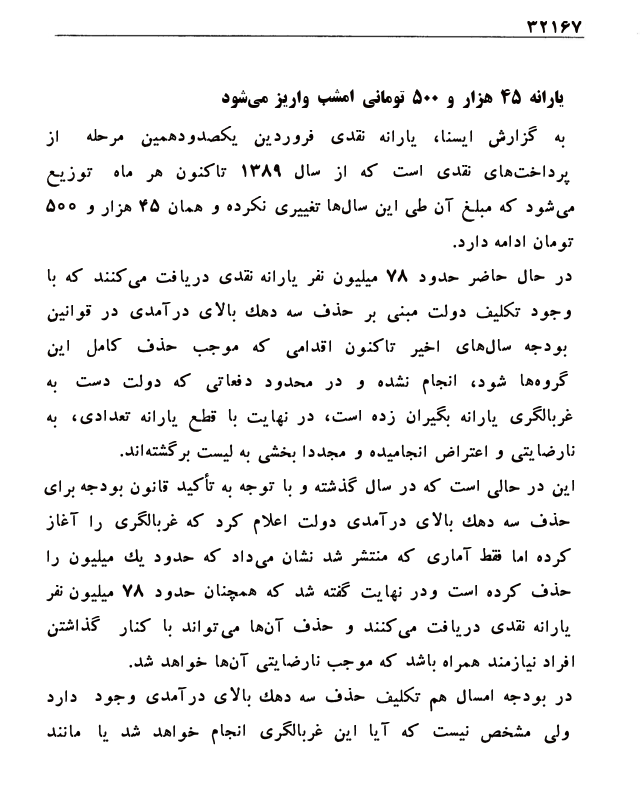 ۳۲۱۶۷
یارانه ۴۵ هزار و ۵۰۰ تومانی امشب واریز می‌شود
به گزارش ایسنا، یارانه نقدی فروردین یکصدودهمین مرحله از
پرداخت‌های نقدی است که از سال ۱۳۸۹ تاکنون هر ماه توزیع
می‌شود که مبلغ آن طی این سال‌ها تغییری نکرده و همان ۴۵ هزار و ۵۰۰
تومان ادامه دارد.
در حال حاضر حدود ۷۸ میلیون نفر یارانه نقدی دریافت می‌کنند که با
وجود تکلیف دولت مبنی بر حذف سه دهك بالای درآمدی در قوانین
بودجه سال‌های اخیر تاکنون اقدامی که موجب حذف کامل این
گروه‌ها شود، انجام نشده و در محدود دفعاتی که دولت دست به
غربالگری یارانه بگیران زده است، در نهایت با قطع یارانه تعدادی، به
نارضایتی و اعتراض انجامیده و مجددا بخشی به لیست برگشته‌اند.
این در حالی است که در سال گذشته و با توجه به تأکید قانون بودجه برای
حذف سه دهك بالای درآمدی دولت اعلام کرد که غربالگری را آغاز
کرده اما فقط آماری که منتشر شد نشان می‌داد که حدود یك میلیون را
حذف کرده است ودر نهایت گفته شد که همچنان حدود ۷۸ میلیون نفر
یارانه نقدی دریافت می‌کنند و حذف آن‌ها می‌تواند با کنار گذاشتن
افراد نیازمند همراه باشد که موجب نارضایتی آن‌ها خواهد شد.
در بودجه امسال هم تکلیف حذف سه دهك بالای درآمدی وجود دارد
ولی مشخص نیست که آیا این غربالگری انجام خواهد شد یا مانند